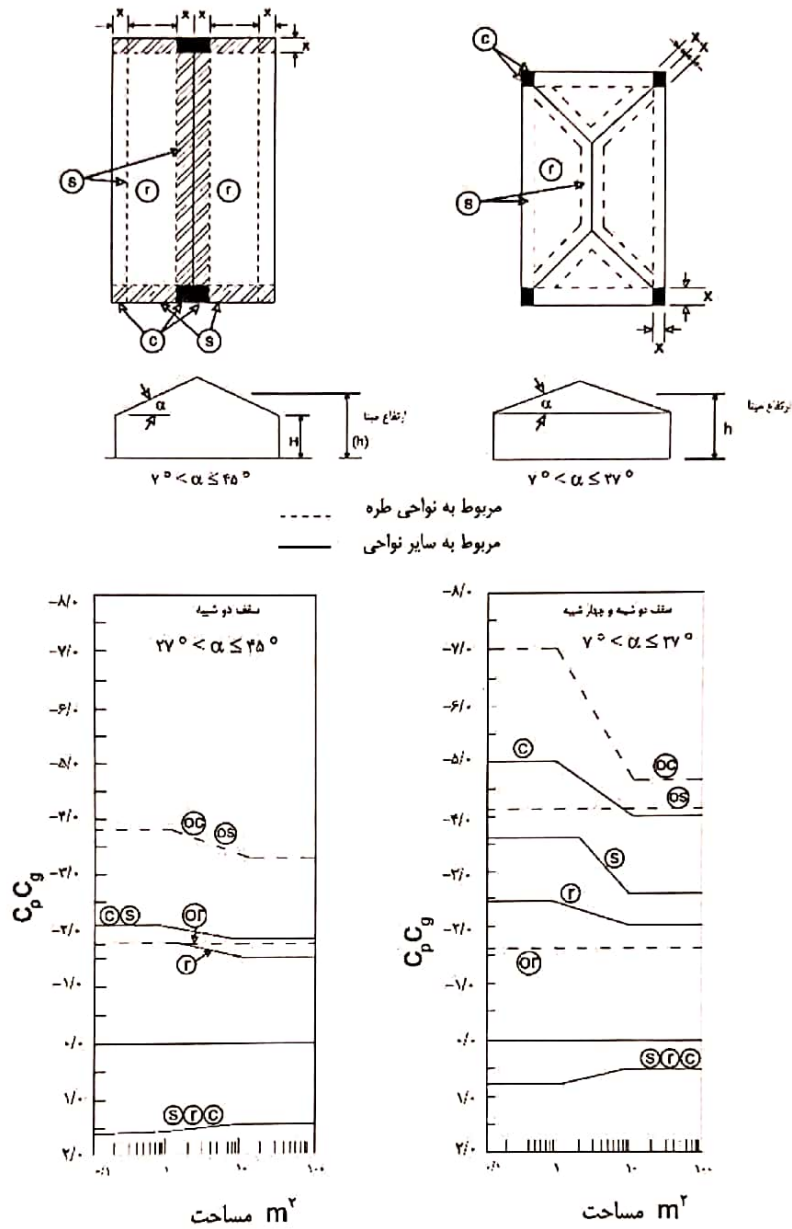 x x x x
x
s r r
c s
c
x x
r
s
x
x
α H (h) ارتفاع مبنا
۷° < α ≤ ۴۵°
α h ارتفاع مبنا
۷° < α ≤ ۲۷°
مربوط به نواحی طره
مربوط به سایر نواحی
سقف دو شیبه
۲۷° < α ≤ ۴۵°
-۸/۰
-۷/۰
-۶/۰
-۵/۰
-۴/۰
-۳/۰
-۲/۰
-۱/۰
۰/۰
۱/۰
۲/۰
CpCg
oc os
c s or
r
s r c
۰/۱ ۱ ۱۰ ۱۰۰
مساحت m²
سقف دو شیبه و چهار شیبه
۷° < α ≤ ۲۷°
-۸/۰
-۷/۰
-۶/۰
-۵/۰
-۴/۰
-۳/۰
-۲/۰
-۱/۰
۰/۰
۱/۰
۲/۰
CpCg
c
oc
os
s
r
or
s r c
۰/۱ ۱ ۱۰ ۱۰۰
مساحت m²